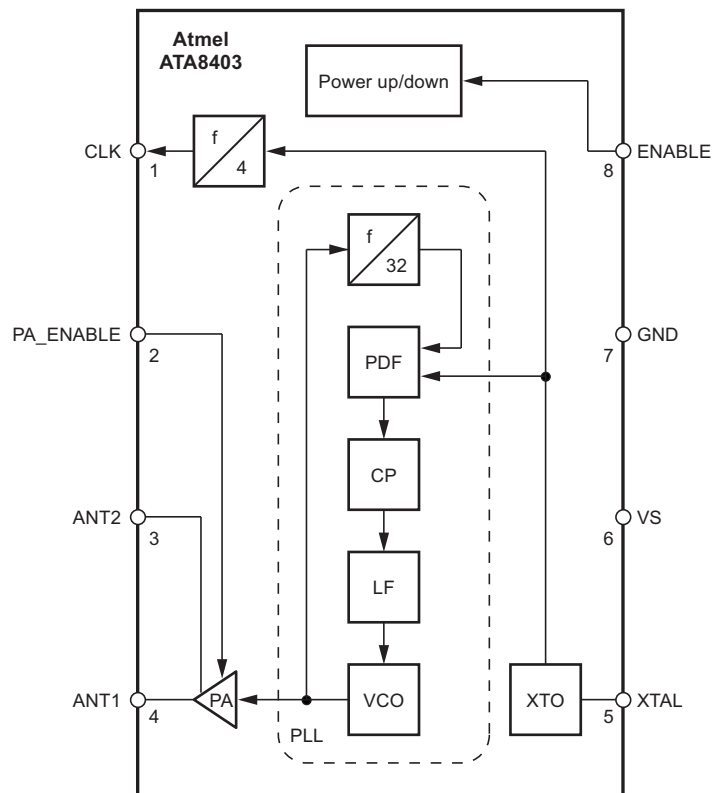 Atmel
ATA8403
Power up/down
CLK
1
f
4
ENABLE
8
f
32
PA_ENABLE
2
PDF
GND
7
CP
ANT2
3
VS
6
LF
ANT1
4
PA
VCO
XTO
XTAL
5
PLL